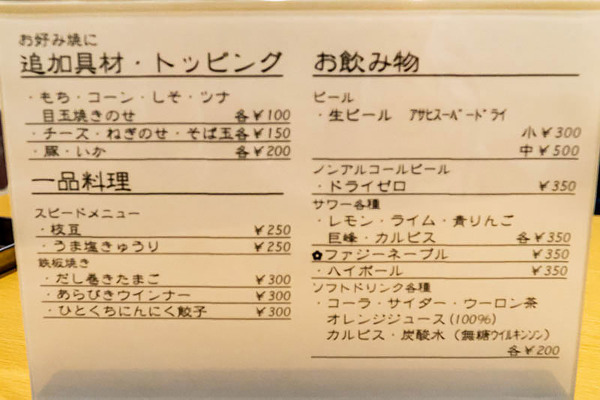 お好み焼に
追加具材・トッピング
・もち・コーン・しそ・ツナ
目玉焼きのせ 各¥100
・チーズ・ねぎのせ・そば玉各¥150
・豚・いか 各¥200
一品料理
スピードメニュー
・枝豆 ¥250
・うま塩きゅうり ¥250
鉄板焼き
・だし巻きたまご ¥300
・あらびきウインナー ¥300
・ひとくちにんにく餃子 ¥300
お飲み物
ビール
・生ビール アサヒスーパードライ
小¥300
中¥500
ノンアルコールビール
・ドライゼロ ¥350
サワー各種
・レモン・ライム・青りんご
巨峰・カルピス 各¥350
✿ファジーネーブル ¥350
・ハイボール ¥350
ソフトドリンク各種
・コーラ・サイダー・ウーロン茶
オレンジジュース(100%)
カルピス・炭酸水(無糖ウイルキンソン)
各¥200